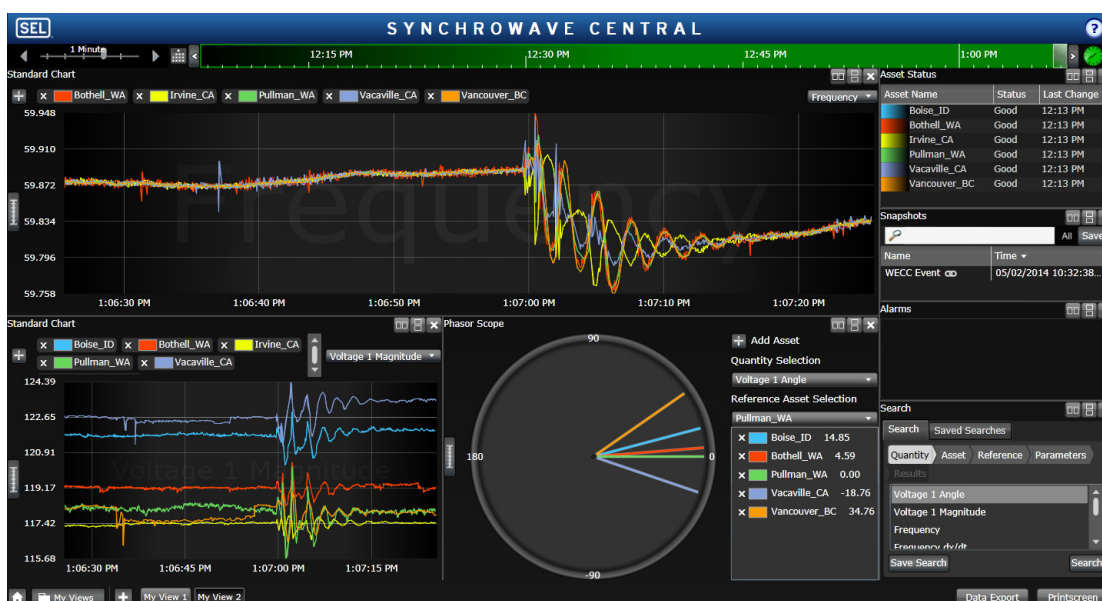 SEL
SYNCHROWAVE CENTRAL
?
1 Minute
12:15 PM 12:30 PM 12:45 PM 1:00 PM
Standard Chart
x Bothell_WA x Irvine_CA x Pullman_WA x Vacaville_CA x Vancouver_BC
Frequency
59.948
59.910
59.872
59.834
59.796
59.758
Frequency
1:06:30 PM 1:06:40 PM 1:06:50 PM 1:07:00 PM 1:07:10 PM 1:07:20 PM
Asset Status
Asset Name Status Last Change
Boise_ID Good 12:13 PM
Bothell_WA Good 12:13 PM
Irvine_CA Good 12:13 PM
Pullman_WA Good 12:13 PM
Vacaville_CA Good 12:13 PM
Vancouver_BC Good 12:13 PM
Snapshots
All Save
Name Time
WECC Event 05/02/2014 10:32:38...
Alarms
Standard Chart
x Boise_ID x Bothell_WA x Irvine_CA
x Pullman_WA x Vacaville_CA
Voltage 1 Magnitude
124.39
122.65
120.91
119.17
117.42
115.68
Voltage 1 Magnitude
1:06:30 PM 1:06:45 PM 1:07:00 PM 1:07:15 PM
Phasor Scope
90
180
0
-90
Add Asset
Quantity Selection
Voltage 1 Angle
Reference Asset Selection
Pullman_WA
x Boise_ID 14.85
x Bothell_WA 4.59
x Pullman_WA 0.00
x Vacaville_CA -18.76
x Vancouver_BC 34.76
Search
Search Saved Searches
Quantity Asset Reference Parameters
Results
Voltage 1 Angle
Voltage 1 Magnitude
Frequency
Frequency dv/dt
Save Search Search
My Views My View 1 My View 2
Data Export Printscreen